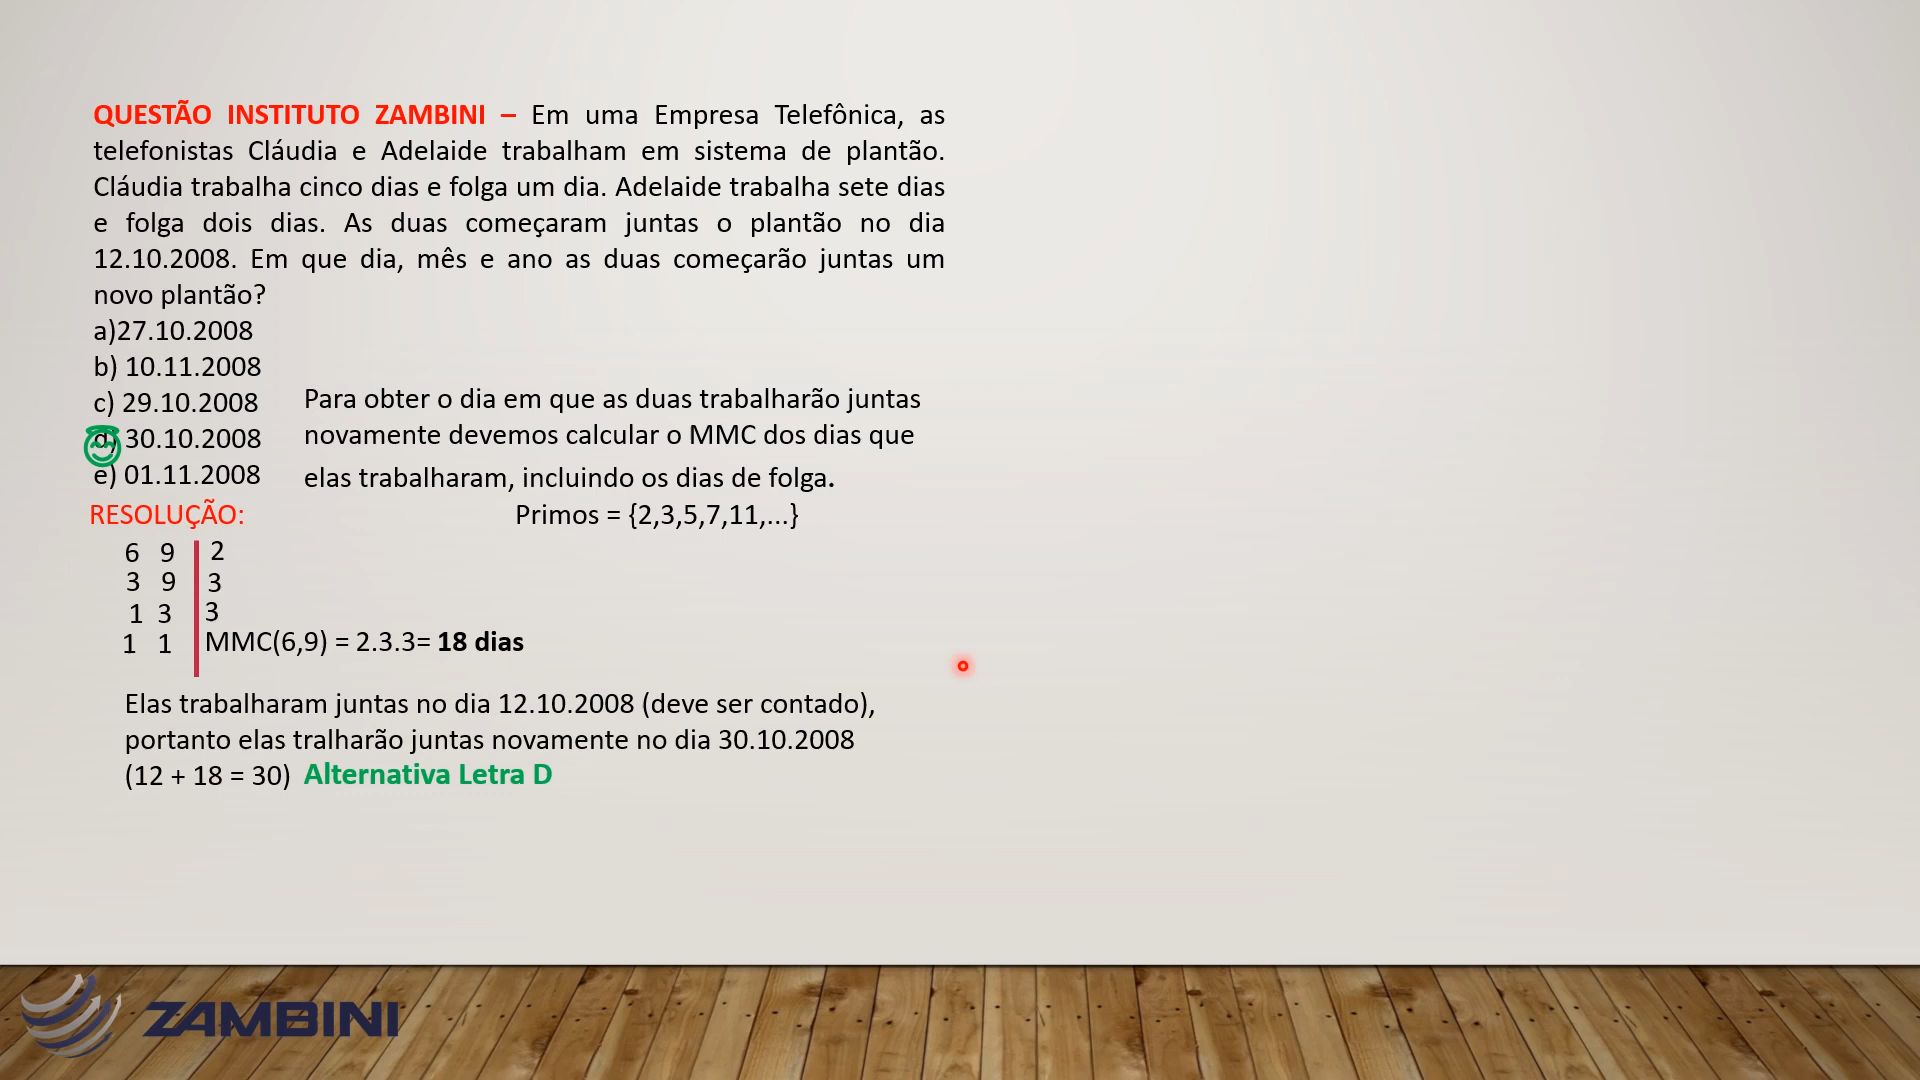 QUESTÃO INSTITUTO ZAMBINI – Em uma Empresa Telefônica, as
telefonistas Cláudia e Adelaide trabalham em sistema de plantão.
Cláudia trabalha cinco dias e folga um dia. Adelaide trabalha sete dias
e folga dois dias. As duas começaram juntas o plantão no dia
12.10.2008. Em que dia, mês e ano as duas começarão juntas um
novo plantão?
a)27.10.2008
b) 10.11.2008
c) 29.10.2008
d) 30.10.2008
e) 01.11.2008
Para obter o dia em que as duas trabalharão juntas
novamente devemos calcular o MMC dos dias que
elas trabalharam, incluindo os dias de folga.
RESOLUÇÃO:
Primos = {2,3,5,7,11,...}
6 9 2
3 9 3
1 3 3
1 1 MMC(6,9) = 2.3.3= 18 dias
Elas trabalharam juntas no dia 12.10.2008 (deve ser contado),
portanto elas tralharão juntas novamente no dia 30.10.2008
(12 + 18 = 30) Alternativa Letra D
ZAMBINI